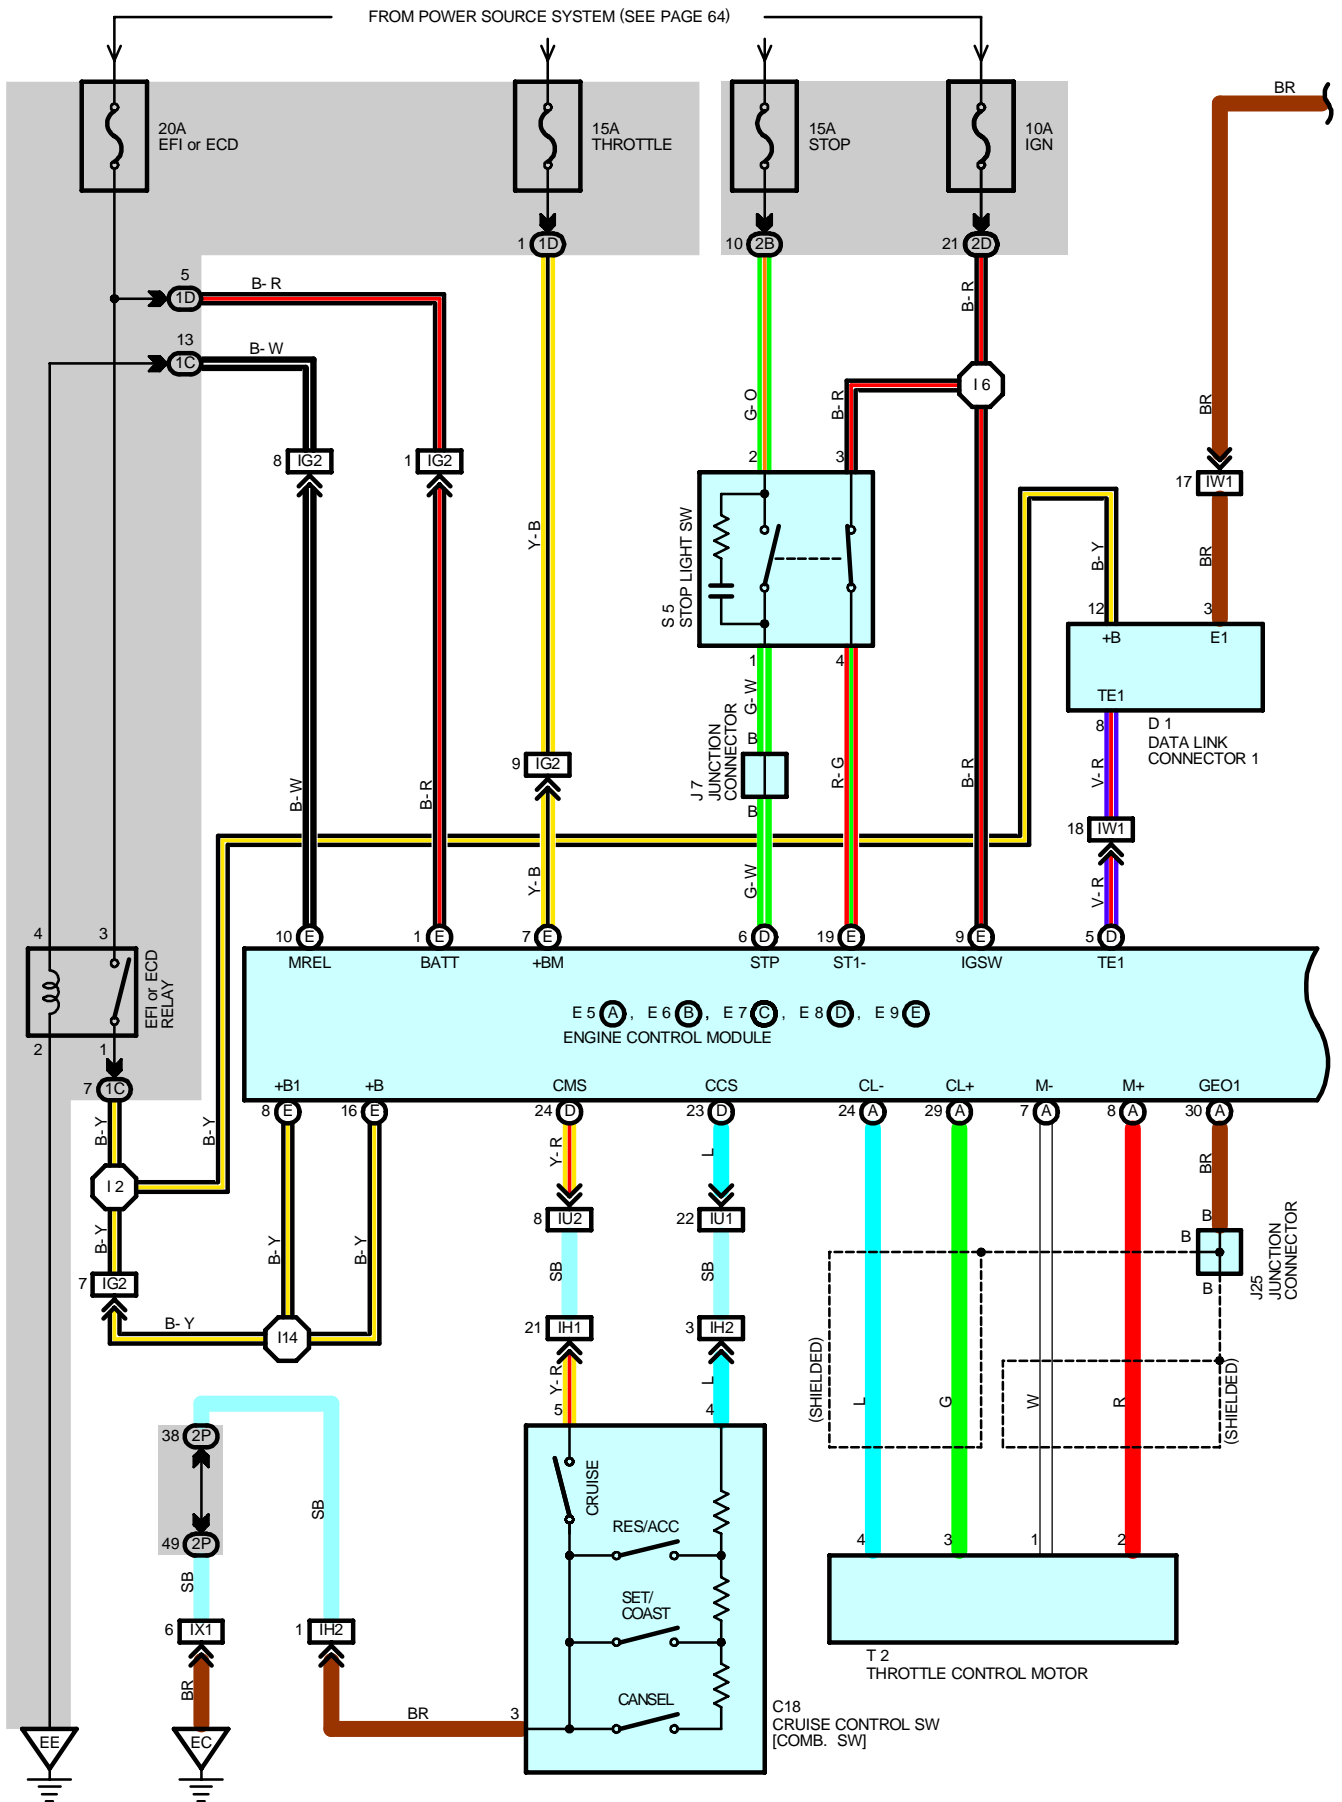 FROM POWER SOURCE SYSTEM (SEE PAGE 64)
BR
20A
EFI or ECD
15A
THROTTLE
15A
STOP
10A
IGN
1 1D
10 2B
21 2D
5
1D
B-R
13
1C
B-W
B-R
I 6
G-O
B-R
BR
8 IG2
1 IG2
2
3
17 IW1
Y-B
S 5
STOP LIGHT SW
B-Y
BR
12
3
+B
E1
TE1
1
4
8
D 1
DATA LINK
CONNECTOR 1
G-W
B
J 7
JUNCTION
CONNECTOR
B
9 IG2
B-W
B-R
R-G
B-R
V-R
18 IW1
Y-B
G-W
V-R
4
3
10 E
1 E
7 E
6 D
19 E
9 E
5 D
MREL
BATT
+BM
STP
ST1-
IGSW
TE1
EFI or ECD
RELAY
E 5 A , E 6 B , E 7 C , E 8 D , E 9 E
ENGINE CONTROL MODULE
2
1
7 1C
+B1
+B
CMS
CCS
CL-
CL+
M-
M+
GEO1
8 E
16 E
24 D
23 D
24 A
29 A
7 A
8 A
30 A
B-Y
B-Y
Y-R
L
BR
I 2
8 IU2
22 IU1
B
B
B
J25
JUNCTION
CONNECTOR
B-Y
B-Y
B-Y
SB
SB
7 IG2
B-Y
I14
21 IH1
3 IH2
Y-R
L
5
4
(SHIELDED)
L
G
W
R
(SHIELDED)
38 2P
49 2P
SB
SB
CRUISE
RES/ACC
SET/
COAST
CANSEL
4
3
1
2
6 IX1
1 IH2
T 2
THROTTLE CONTROL MOTOR
BR
BR
3
C18
CRUISE CONTROL SW
[COMB. SW]
EE
EC